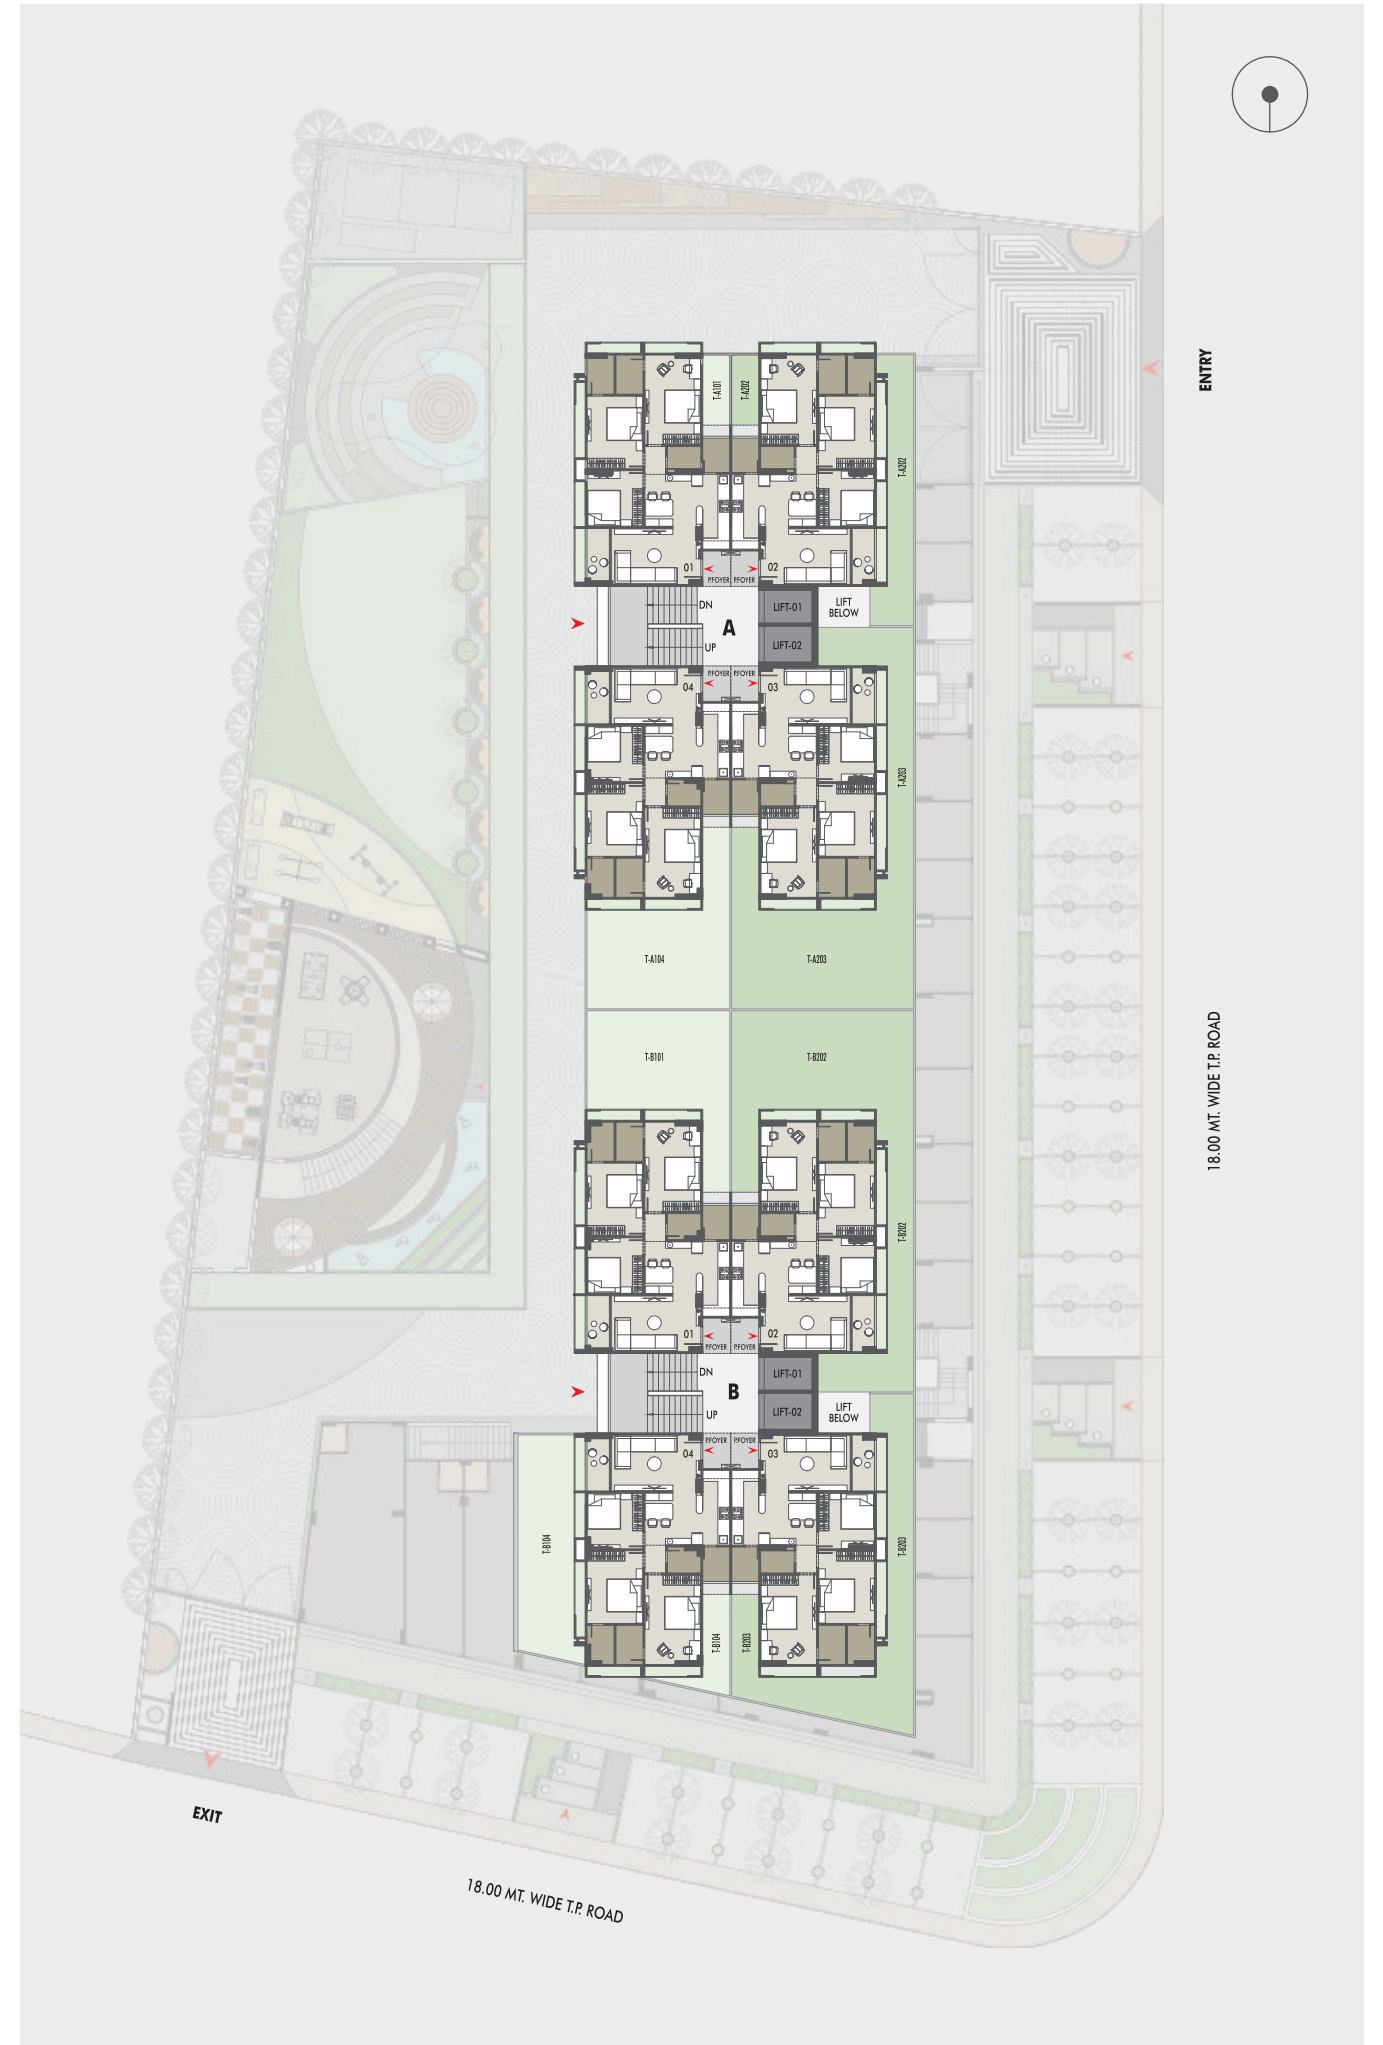 ENTRY
T-A101
T-A202
T-A202
01
02
P.FOYER
P.FOYER
DN
LIFT-01
LIFT
BELOW
A
UP
LIFT-02
P.FOYER
P.FOYER
04
03
T-A203
T-A104
T-A203
T-B101
T-B202
18.00 MT. WIDE T.P. ROAD
T-B202
01
02
P.FOYER
P.FOYER
DN
LIFT-01
B
LIFT
BELOW
UP
LIFT-02
P.FOYER
P.FOYER
04
03
T-B104
T-B203
T-B104
T-B203
EXIT
18.00 MT. WIDE T.P. ROAD